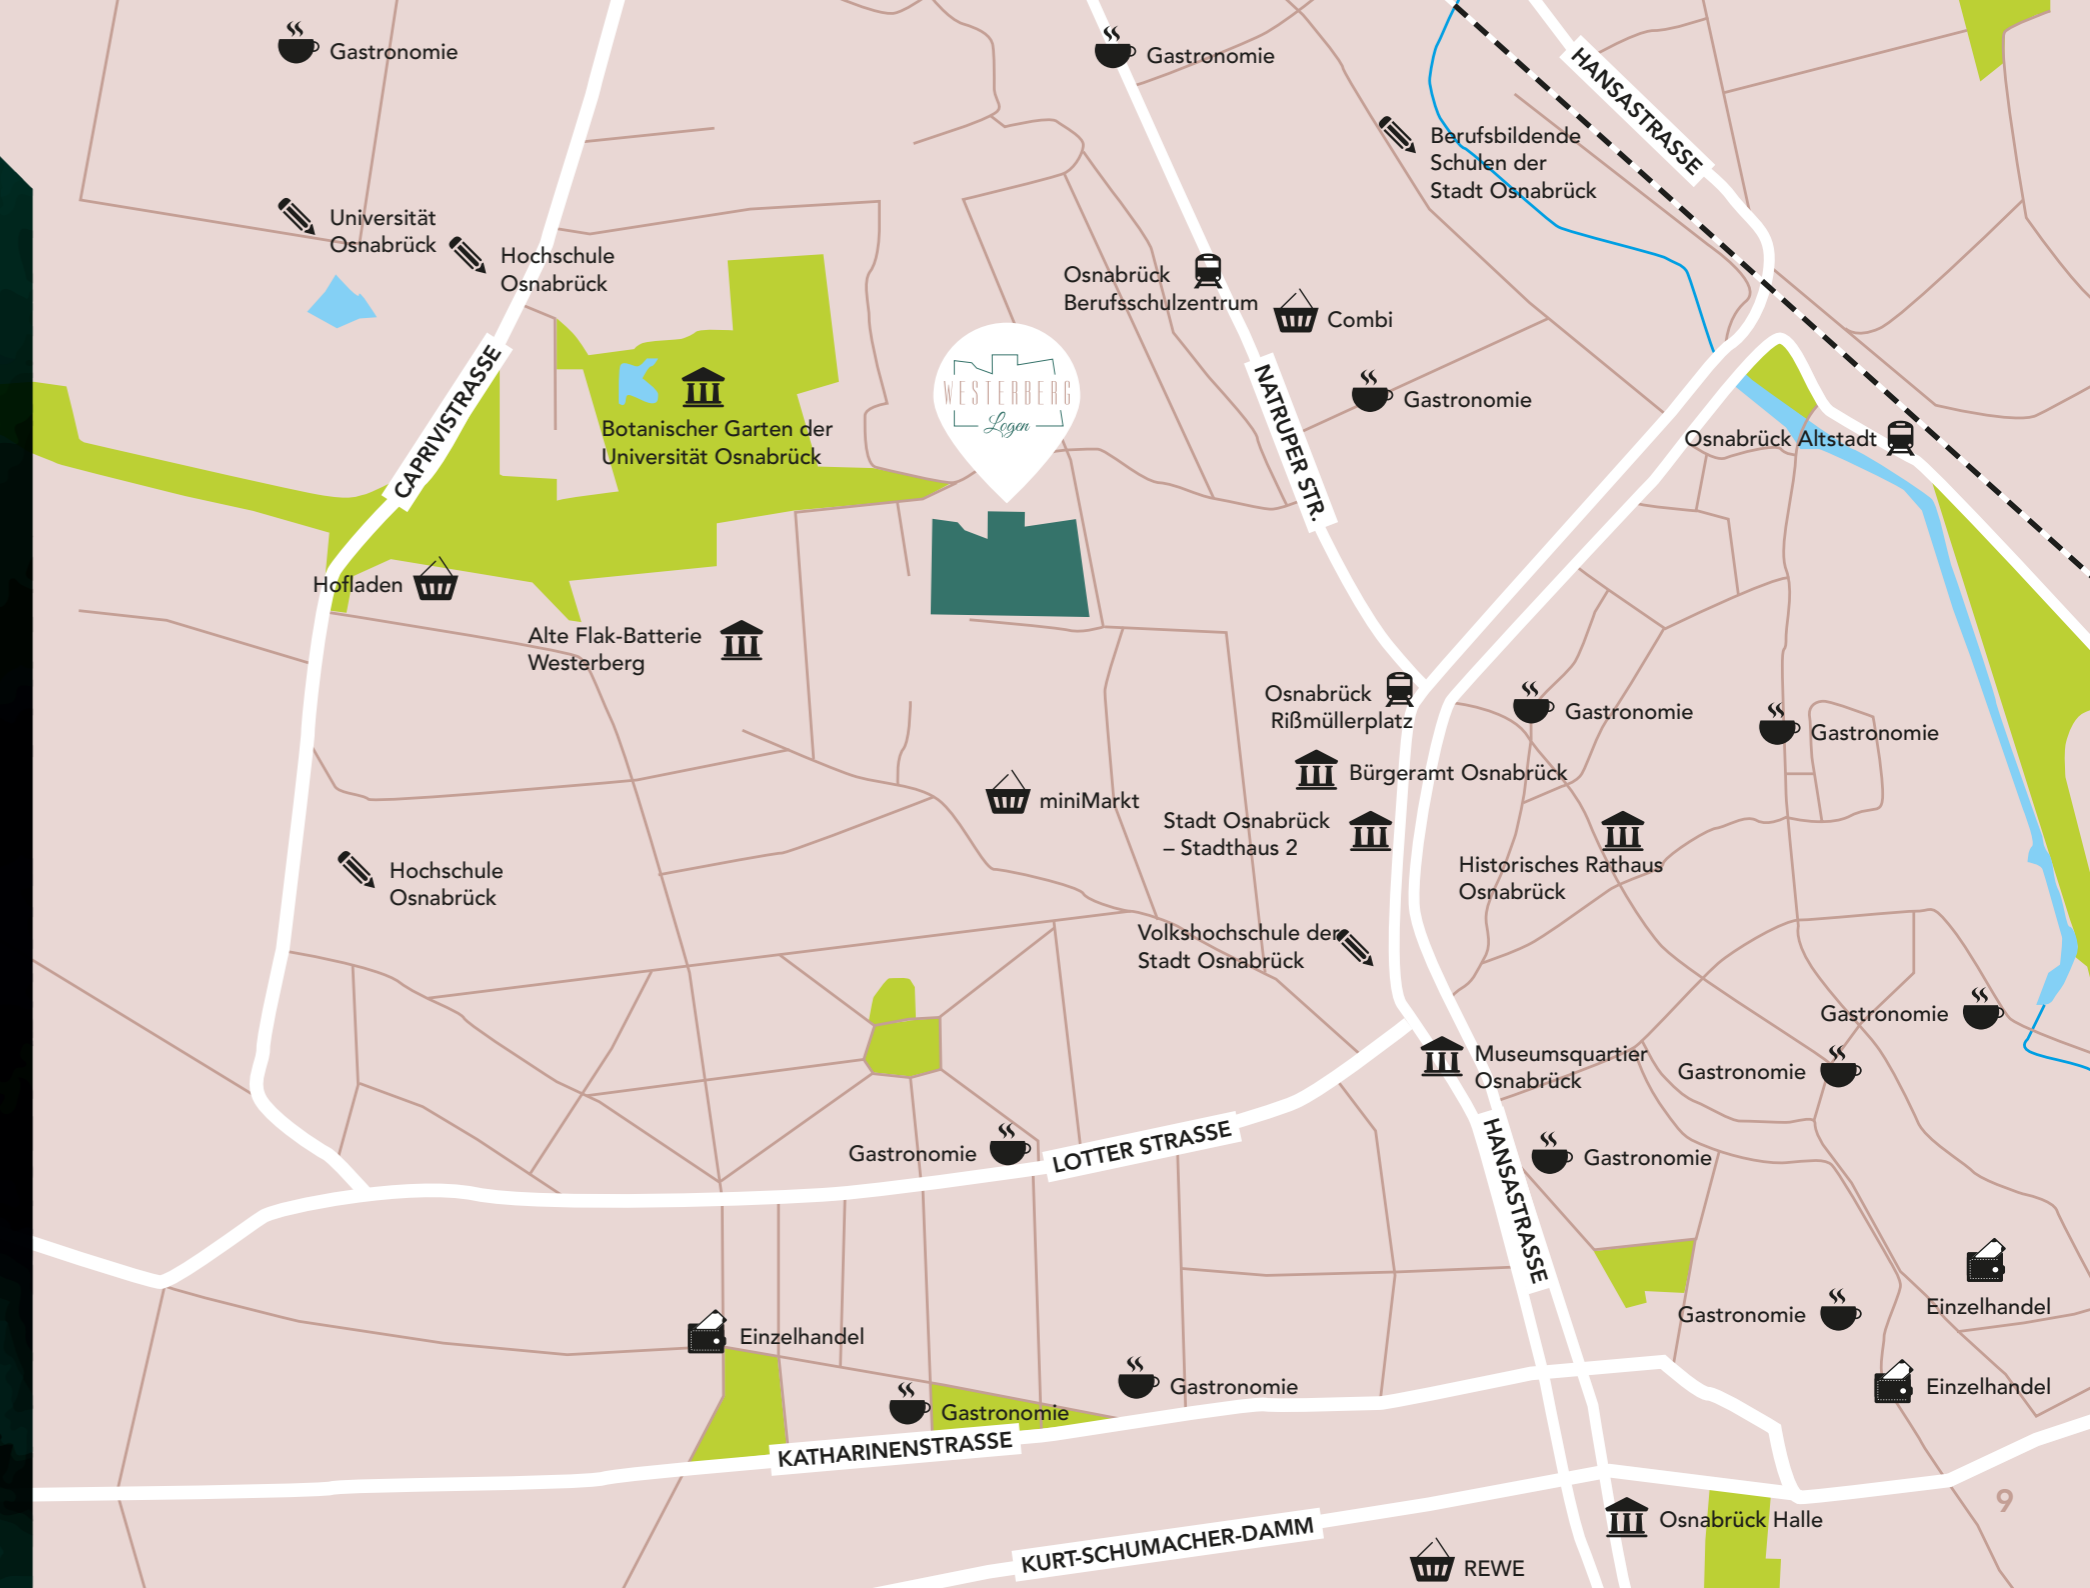 Gastronomie
Gastronomie
HANSASTRASSE
Berufsbildende
Schulen der
Stadt Osnabrück
Universität
Osnabrück
Hochschule
Osnabrück
Osnabrück
Berufsschulzentrum
Combi
CAPRIVISTRASSE
WESTERBERG
Logen
NATRUPER STR.
Gastronomie
Botanischer Garten der
Universität Osnabrück
Osnabrück Altstadt
Hofladen
Alte Flak-Batterie
Westerberg
Osnabrück
Rißmüllerplatz
Gastronomie
Gastronomie
Bürgeramt Osnabrück
miniMarkt
Stadt Osnabrück
– Stadthaus 2
Historisches Rathaus
Osnabrück
Hochschule
Osnabrück
Volkshochschule der
Stadt Osnabrück
Gastronomie
Museumsquartier
Osnabrück
Gastronomie
Gastronomie
LOTTER STRASSE
HANSASTRASSE
Gastronomie
Einzelhandel
Gastronomie
Einzelhandel
Gastronomie
Einzelhandel
Gastronomie
KATHARINENSTRASSE
9
Osnabrück Halle
KURT-SCHUMACHER-DAMM
REWE